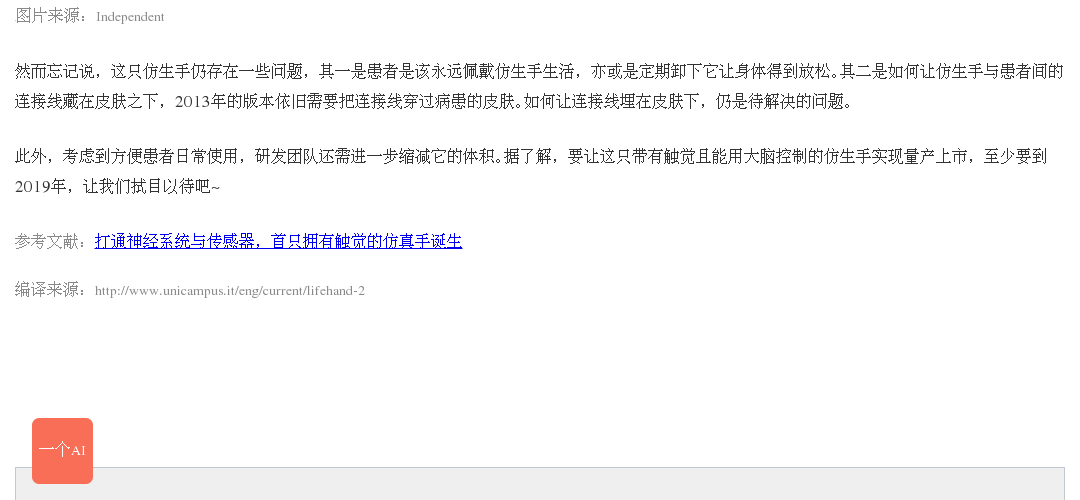 图片来源：Independent
然而忘记说，这只仿生手仍存在一些问题，其一是患者是该永远佩戴仿生手生活，亦或是定期卸下它让身体得到放松。其二是如何让仿生手与患者间的
连接线藏在皮肤之下，2013年的版本依旧需要把连接线穿过病患的皮肤。如何让连接线埋在皮肤下，仍是待解决的问题。
此外，考虑到方便患者日常使用，研发团队还需进一步缩减它的体积。据了解，要让这只带有触觉且能用大脑控制的仿生手实现量产上市，至少要到
2019年，让我们拭目以待吧~
参考文献：打通神经系统与传感器，首只拥有触觉的仿真手诞生
编译来源：http://www.unicampus.it/eng/current/lifehand-2
一个AI